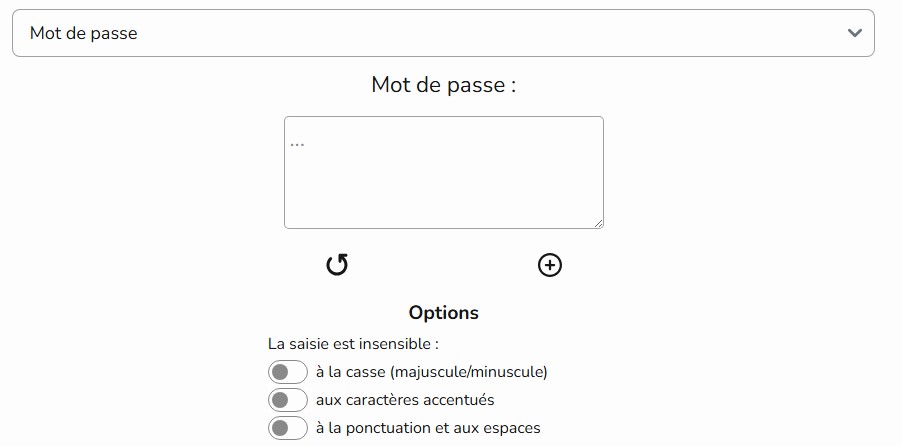 Mot de passe
Mot de passe :
...
Options
La saisie est insensible :
à la casse (majuscule/minuscule)
aux caractères accentués
à la ponctuation et aux espaces